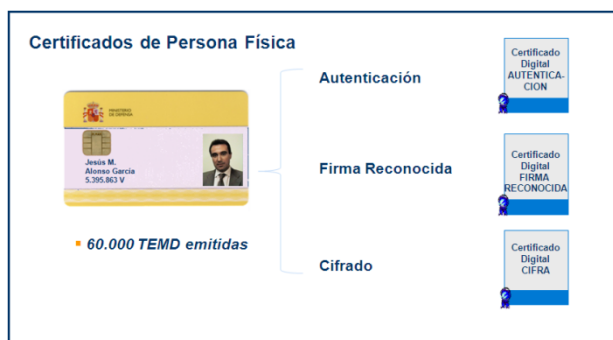 Certificados de Persona Física
MINISTERIO
DE DEFENSA
Jesús M.
Alonso García
5.395.863 V
▪ 60.000 TEMD emitidas
Autenticación
Firma Reconocida
Cifrado
Certificado
Digital
AUTENTICA-
CION
Certificado
Digital
FIRMA
RECONOCIDA
Certificado
Digital
CIFRA